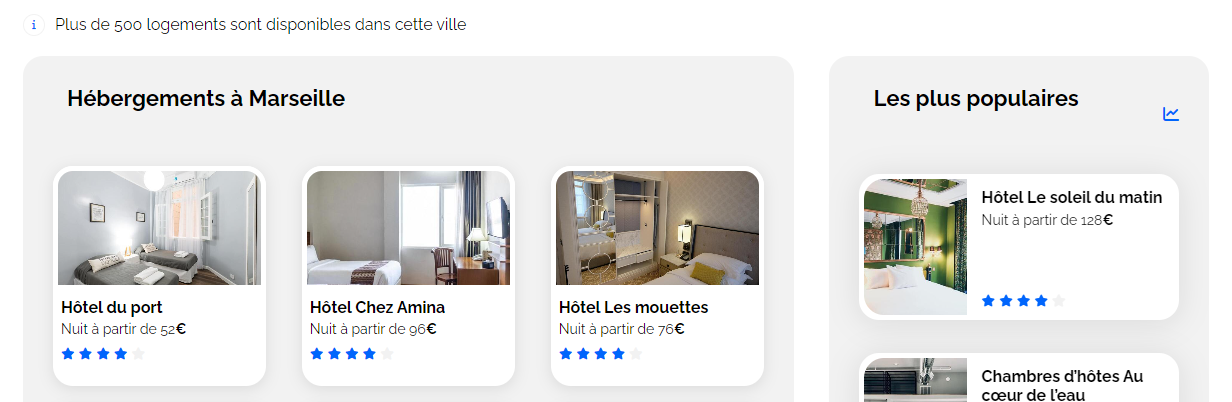 i Plus de 500 logements sont disponibles dans cette ville
Hébergements à Marseille
Hôtel du port
Nuit à partir de 52€
Hôtel Chez Amina
Nuit à partir de 96€
Hôtel Les mouettes
Nuit à partir de 76€
Les plus populaires
Hôtel Le soleil du matin
Nuit à partir de 128€
Chambres d'hôtes Au
cœur de l'eau